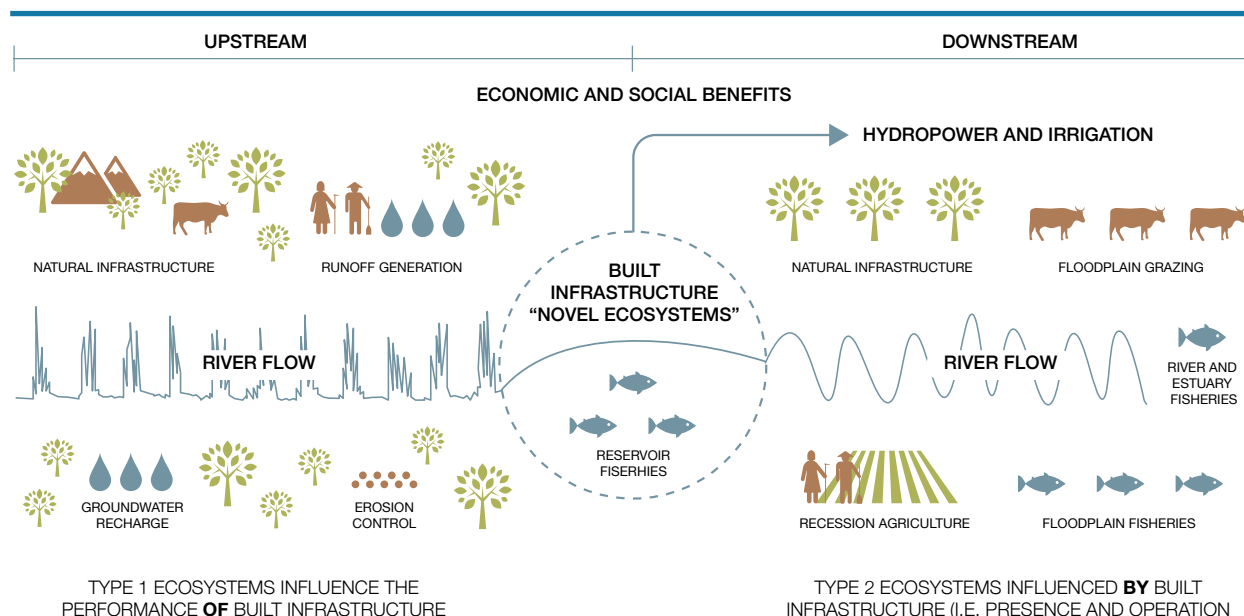 UPSTREAM
DOWNSTREAM
ECONOMIC AND SOCIAL BENEFITS
HYDROPOWER AND IRRIGATION
NATURAL INFRASTRUCTURE
RUNOFF GENERATION
BUILT
INFRASTRUCTURE
“NOVEL ECOSYSTEMS”
NATURAL INFRASTRUCTURE
FLOODPLAIN GRAZING
RIVER FLOW
RIVER FLOW
RIVER AND
ESTUARY
FISHERIES
RESERVOIR
FISERHIES
GROUNDWATER
RECHARGE
EROSION
CONTROL
RECESSION AGRICULTURE
FLOODPLAIN FISHERIES
TYPE 1 ECOSYSTEMS INFLUENCE THE
PERFORMANCE OF BUILT INFRASTRUCTURE
TYPE 2 ECOSYSTEMS INFLUENCED BY BUILT
INFRASTRUCTURE (I.E. PRESENCE AND OPERATION